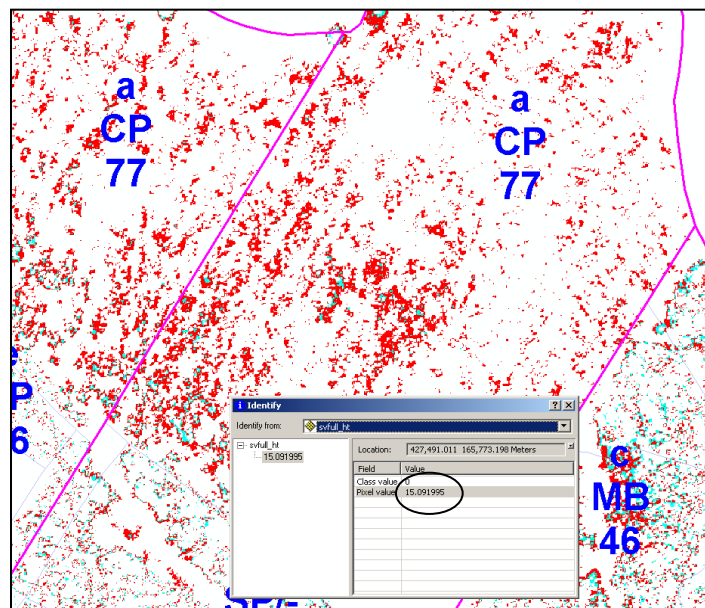 a
CP
77
a
CP
77
P
6
Identify
Identify from: svfull_ht
svfull_ht
15.091995
Location: 427,491.011 165,773.198 Meters
Field Value
Class value 0
Pixel value 15.091995
c
MB
46